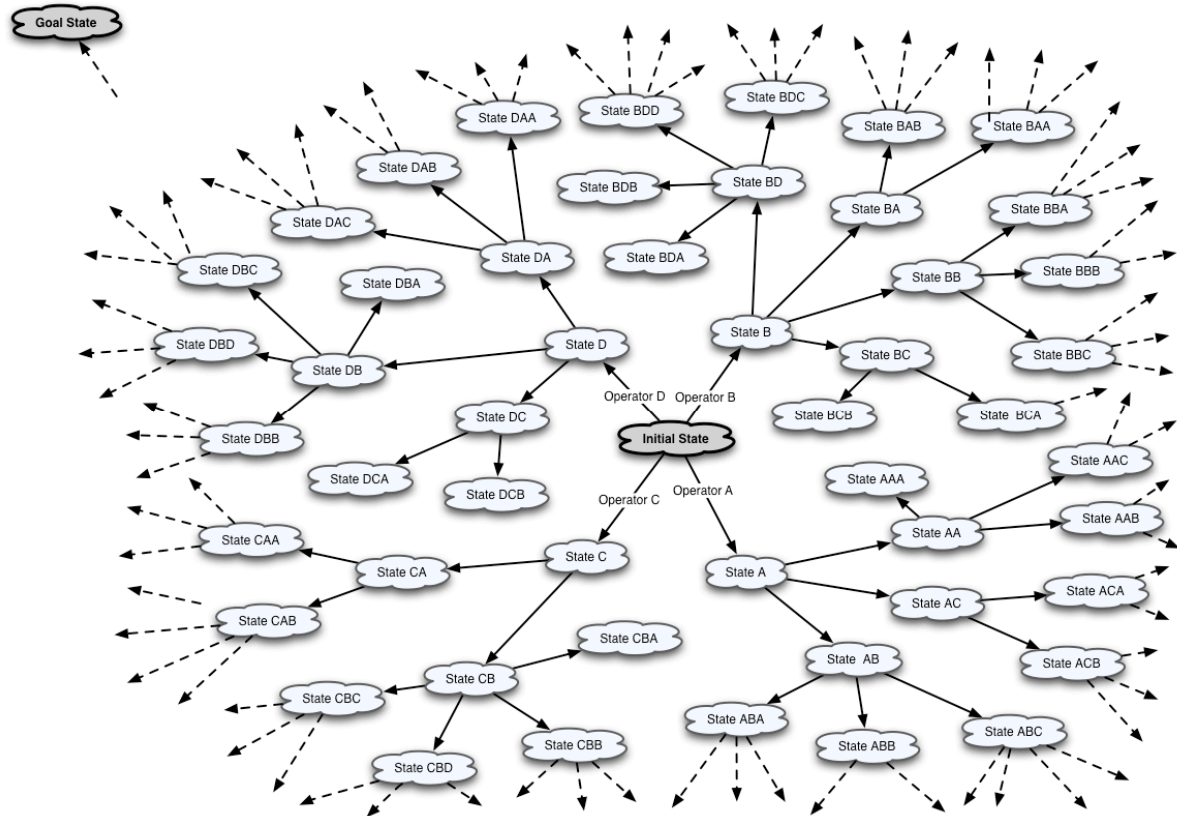 Goal State
State BDC
State BDD
State DAA
State BAB
State BAA
State DAB
State BD
State BDB
State BA
State BBA
State DAC
State DA
State BDA
State DBC
State DBA
State BB
State BBB
State B
State D
State DBD
State BC
State BBC
State DB
Operator D
Operator B
State DC
State BCB
State BCA
State DBB
Initial State
State AAC
State DCA
State DCB
Operator C
Operator A
State AAA
State AAB
State AA
State CAA
State C
State CA
State A
State ACA
State AC
State CAB
State CBA
State AB
State ACB
State CB
State CBC
State ABA
State ABC
State CBB
State ABB
State CBD